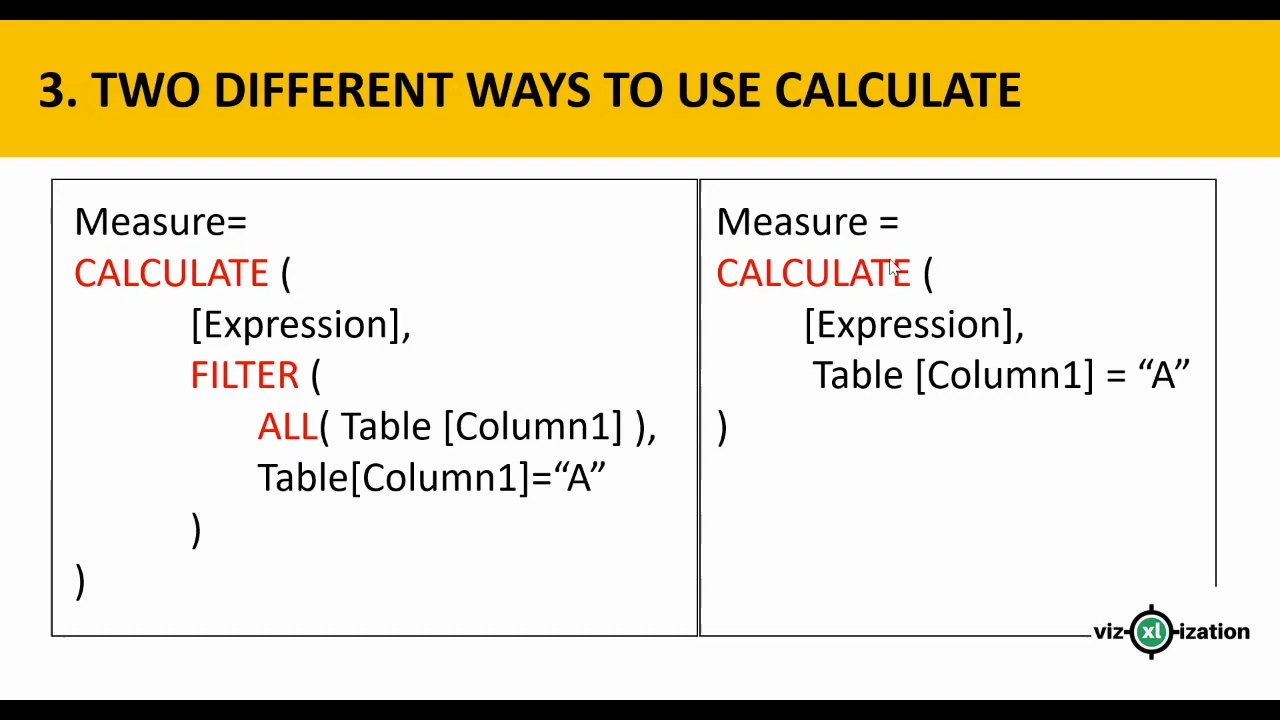 3. TWO DIFFERENT WAYS TO USE CALCULATE
Measure=
CALCULATE (
[Expression],
FILTER (
ALL( Table [Column1] ),
Table[Column1]=“A”
)
)
Measure =
CALCULATE (
[Expression],
Table [Column1] = “A”
)
viz-xl-ization